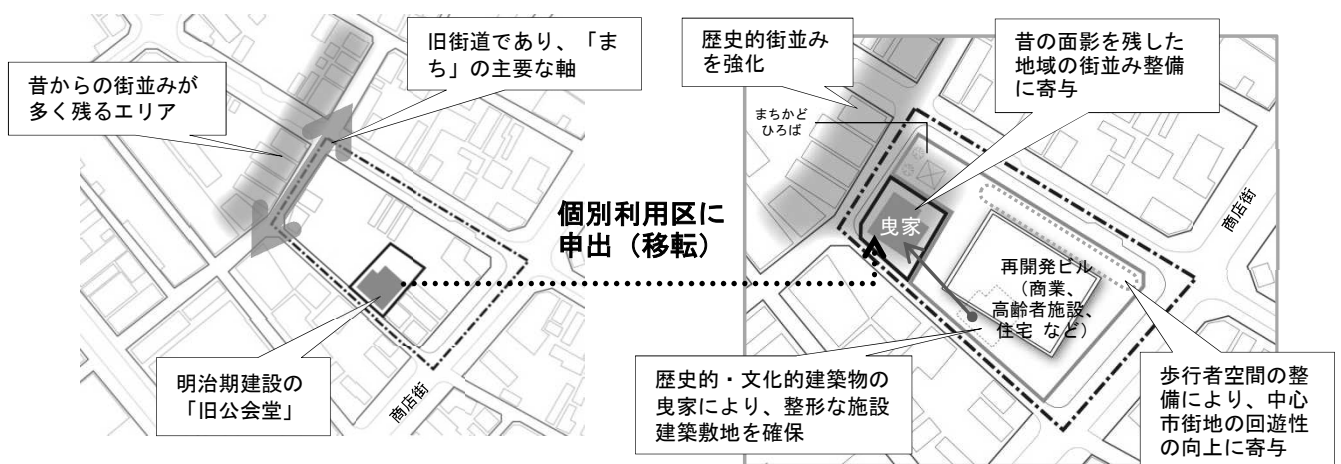 旧街道であり、「ま
ち」の主要な軸
昔からの街並みが
多く残るエリア
明治期建設の
「旧公会堂」
商店街
個別利用区に
申出（移転）
歴史的街並み
を強化
昔の面影を残した
地域の街並み整備
に寄与
まちかど
ひろば
曳家
商店街
再開発ビル
（商業、
高齢者施設、
住宅 など）
歴史的・文化的建築物の
曳家により、整形な施設
建築敷地を確保
歩行者空間の整
備により、中心
市街地の回遊性
の向上に寄与